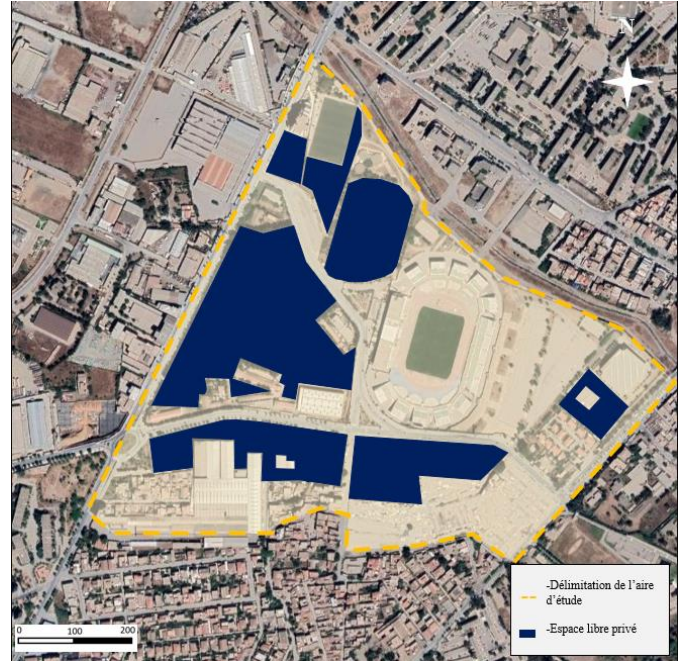 N
-Délimitation de l'aire
d'étude
-Espace libre privé
0 100 200